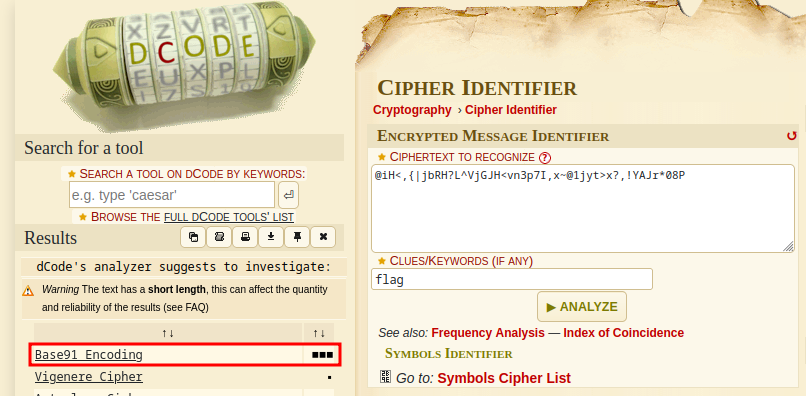 X Z V R T
DCODE
E U X P L
Search for a tool
★ SEARCH A TOOL ON DCODE BY KEYWORDS:
e.g. type 'caesar'
⏎
★ BROWSE THE FULL DCODE TOOLS' LIST
Results
dCode's analyzer suggests to investigate:
Warning The text has a short length, this can affect the quantity
and reliability of the results (see FAQ)
↑↓ ↑↓
Base91 Encoding ■■■
Vigenere Cipher ▪
CIPHER IDENTIFIER
Cryptography › Cipher Identifier
ENCRYPTED MESSAGE IDENTIFIER ↺
★ CIPHERTEXT TO RECOGNIZE ?
@iH<,{|jbRH?L^VjGJH<vn3p7I,x~@1jyt>x?,!YAJr*08P
★ CLUES/KEYWORDS (IF ANY)
flag
▶ ANALYZE
See also: Frequency Analysis — Index of Coincidence
SYMBOLS IDENTIFIER
Go to: Symbols Cipher List